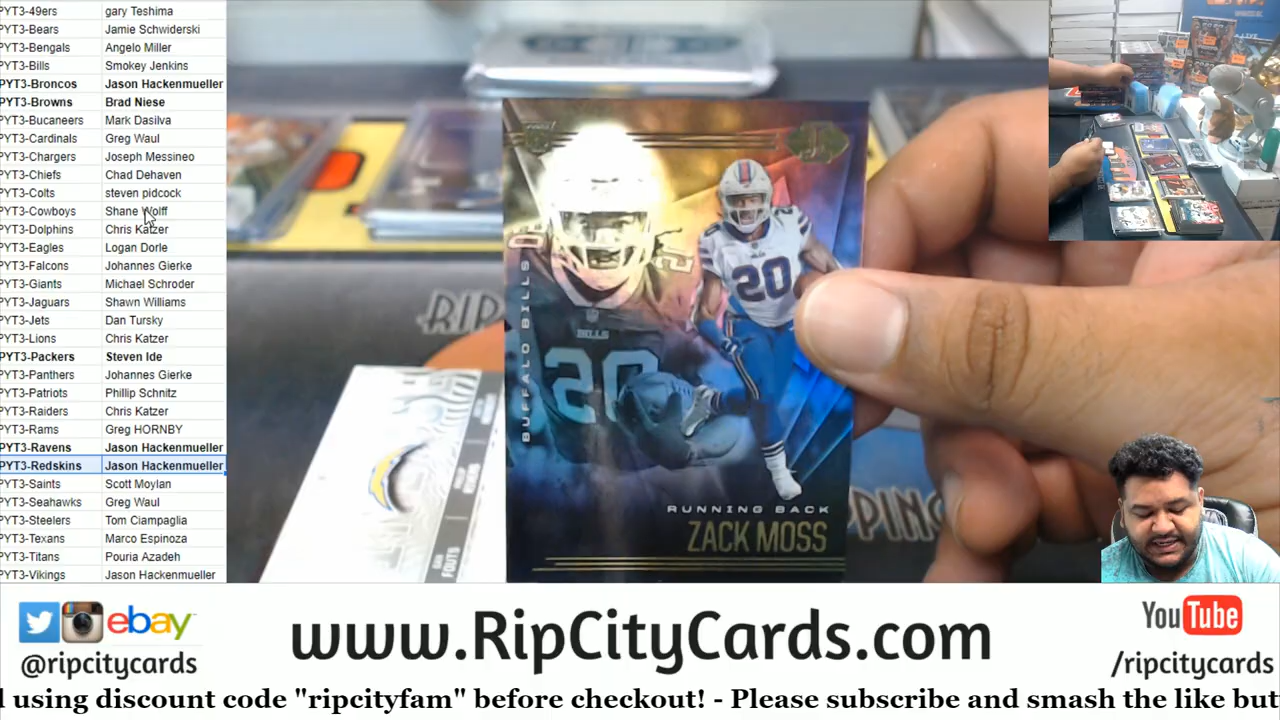 PYT3-49ers gary Teshima
PYT3-Bears Jamie Schwiderski
PYT3-Bengals Angelo Miller
PYT3-Bills Smokey Jenkins
PYT3-Broncos Jason Hackenmueller
PYT3-Browns Brad Niese
PYT3-Bucaneers Mark Dasilva
PYT3-Cardinals Greg Waul
PYT3-Chargers Joseph Messineo
PYT3-Chiefs Chad Dehaven
PYT3-Colts steven pidcock
PYT3-Cowboys Shane Wolff
PYT3-Dolphins Chris Katzer
PYT3-Eagles Logan Dorle
PYT3-Falcons Johannes Gierke
PYT3-Giants Michael Schroder
PYT3-Jaguars Shawn Williams
PYT3-Jets Dan Tursky
PYT3-Lions Chris Katzer
PYT3-Packers Steven Ide
PYT3-Panthers Johannes Gierke
PYT3-Patriots Phillip Schnitz
PYT3-Raiders Chris Katzer
PYT3-Rams Greg HORNBY
PYT3-Ravens Jason Hackenmueller
PYT3-Redskins Jason Hackenmueller
PYT3-Saints Scott Moylan
PYT3-Seahawks Greg Waul
PYT3-Steelers Tom Ciampaglia
PYT3-Texans Marco Espinoza
PYT3-Titans Pouria Azadeh
PYT3-Vikings Jason Hackenmueller
BUFFALO BILLS
BILLS
20
20
RUNNING BACK
ZACK MOSS
RIP
PPING
FOUTS
ebay
@ripcitycards
www.RipCityCards.com
YouTube
/ripcitycards
using discount code "ripcityfam" before checkout! - Please subscribe and smash the like but